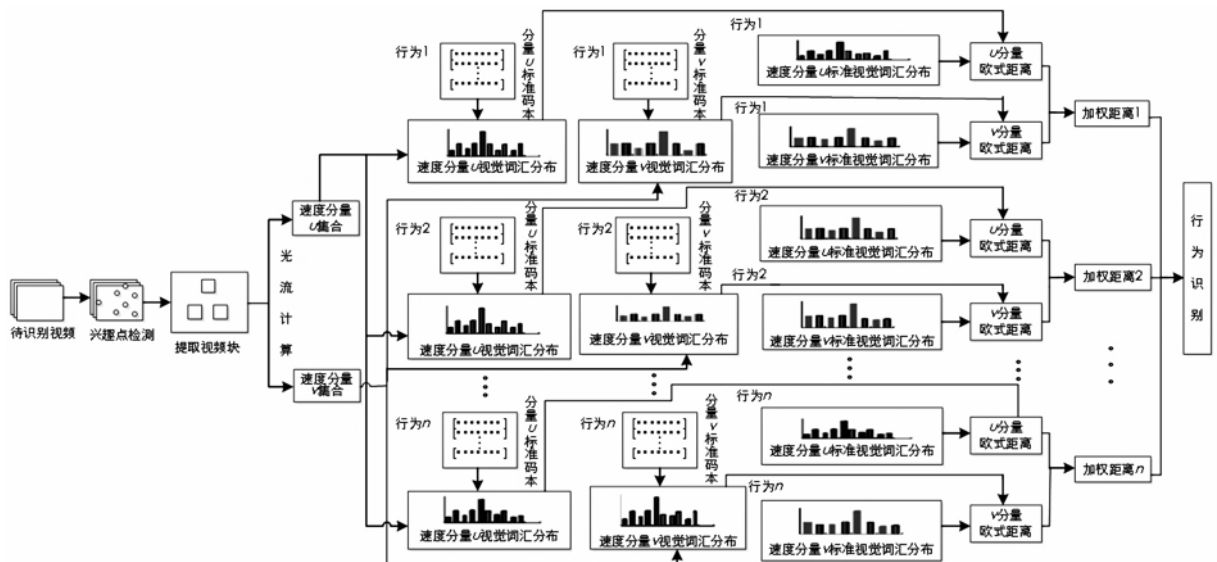 待识别视频
兴趣点检测
提取视频块
光流计算
速度分量
U集合
速度分量
V集合
行为1
分量U标准码本
速度分量U视觉词汇分布
行为1
分量V标准码本
速度分量V视觉词汇分布
行为1
速度分量U标准视觉词汇分布
U分量
欧式距离
行为1
速度分量V标准视觉词汇分布
V分量
欧式距离
加权距离1
行为2
分量U标准码本
速度分量U视觉词汇分布
行为2
分量V标准码本
速度分量V视觉词汇分布
行为2
速度分量U标准视觉词汇分布
U分量
欧式距离
行为2
速度分量V标准视觉词汇分布
V分量
欧式距离
加权距离2
行为n
分量U标准码本
速度分量U视觉词汇分布
行为n
分量V标准码本
速度分量V视觉词汇分布
行为n
速度分量U标准视觉词汇分布
U分量
欧式距离
行为n
速度分量V标准视觉词汇分布
V分量
欧式距离
加权距离n
行为识别